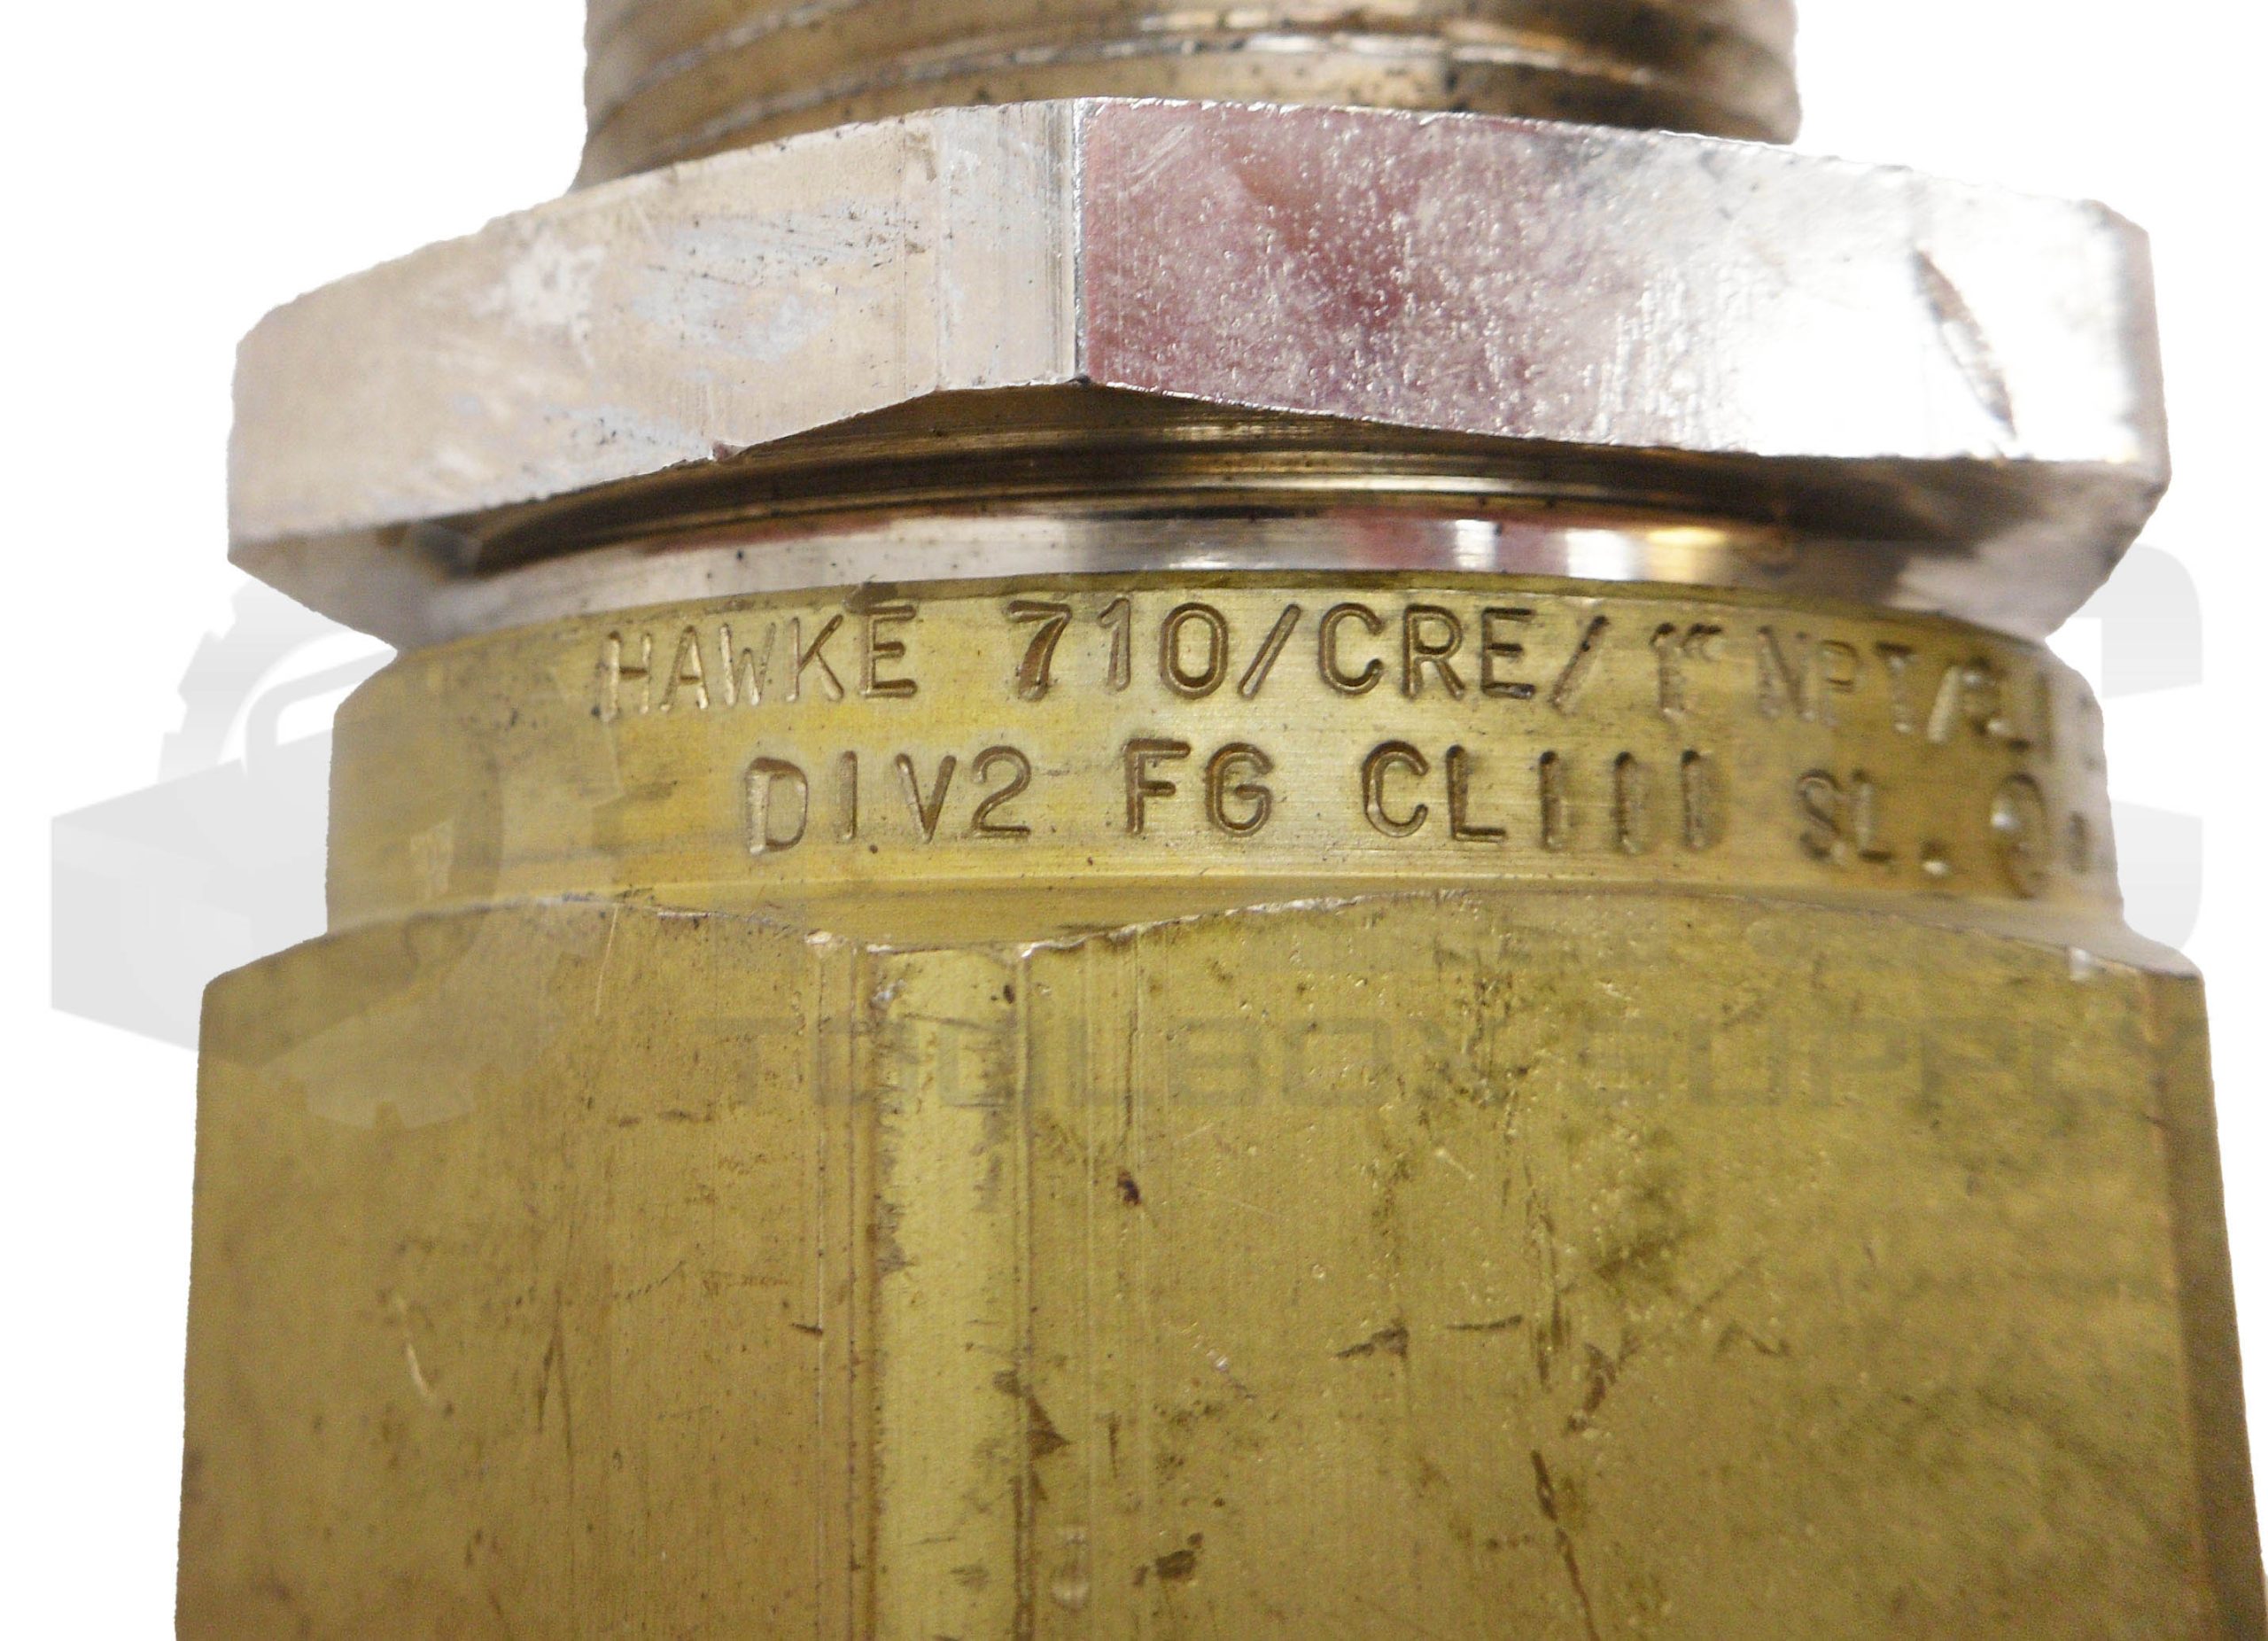 HAWKE 710/CRE/1" NPT/
DIV2 FG CLIII SL.